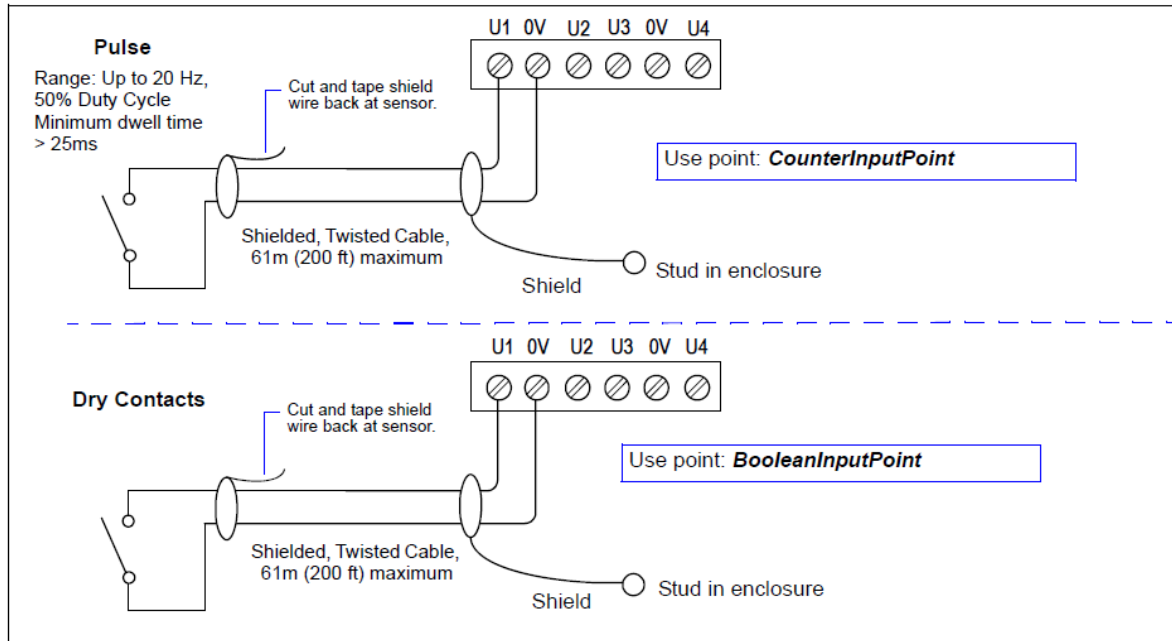 U1 0V U2 U3 0V U4
Pulse
Range: Up to 20 Hz,
50% Duty Cycle
Minimum dwell time
> 25ms
Cut and tape shield
wire back at sensor.
Use point: CounterInputPoint
Shielded, Twisted Cable,
61m (200 ft) maximum
Shield
Stud in enclosure
U1 0V U2 U3 0V U4
Dry Contacts
Cut and tape shield
wire back at sensor.
Use point: BooleanInputPoint
Shielded, Twisted Cable,
61m (200 ft) maximum
Shield
Stud in enclosure